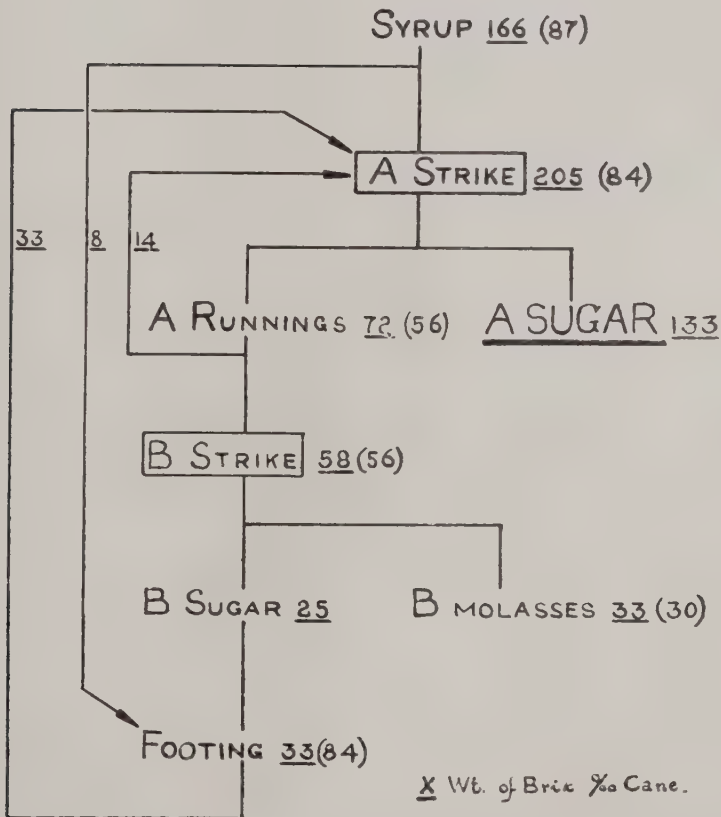 SYRUP 166 (87)
A STRIKE 205 (84)
33 8 14
A RUNNINGS 72 (56) A SUGAR 133
B STRIKE 58 (56)
B SUGAR 25 B MOLASSES 33 (30)
FOOTING 33 (84)
X Wt. of Brix ‰ Cane.